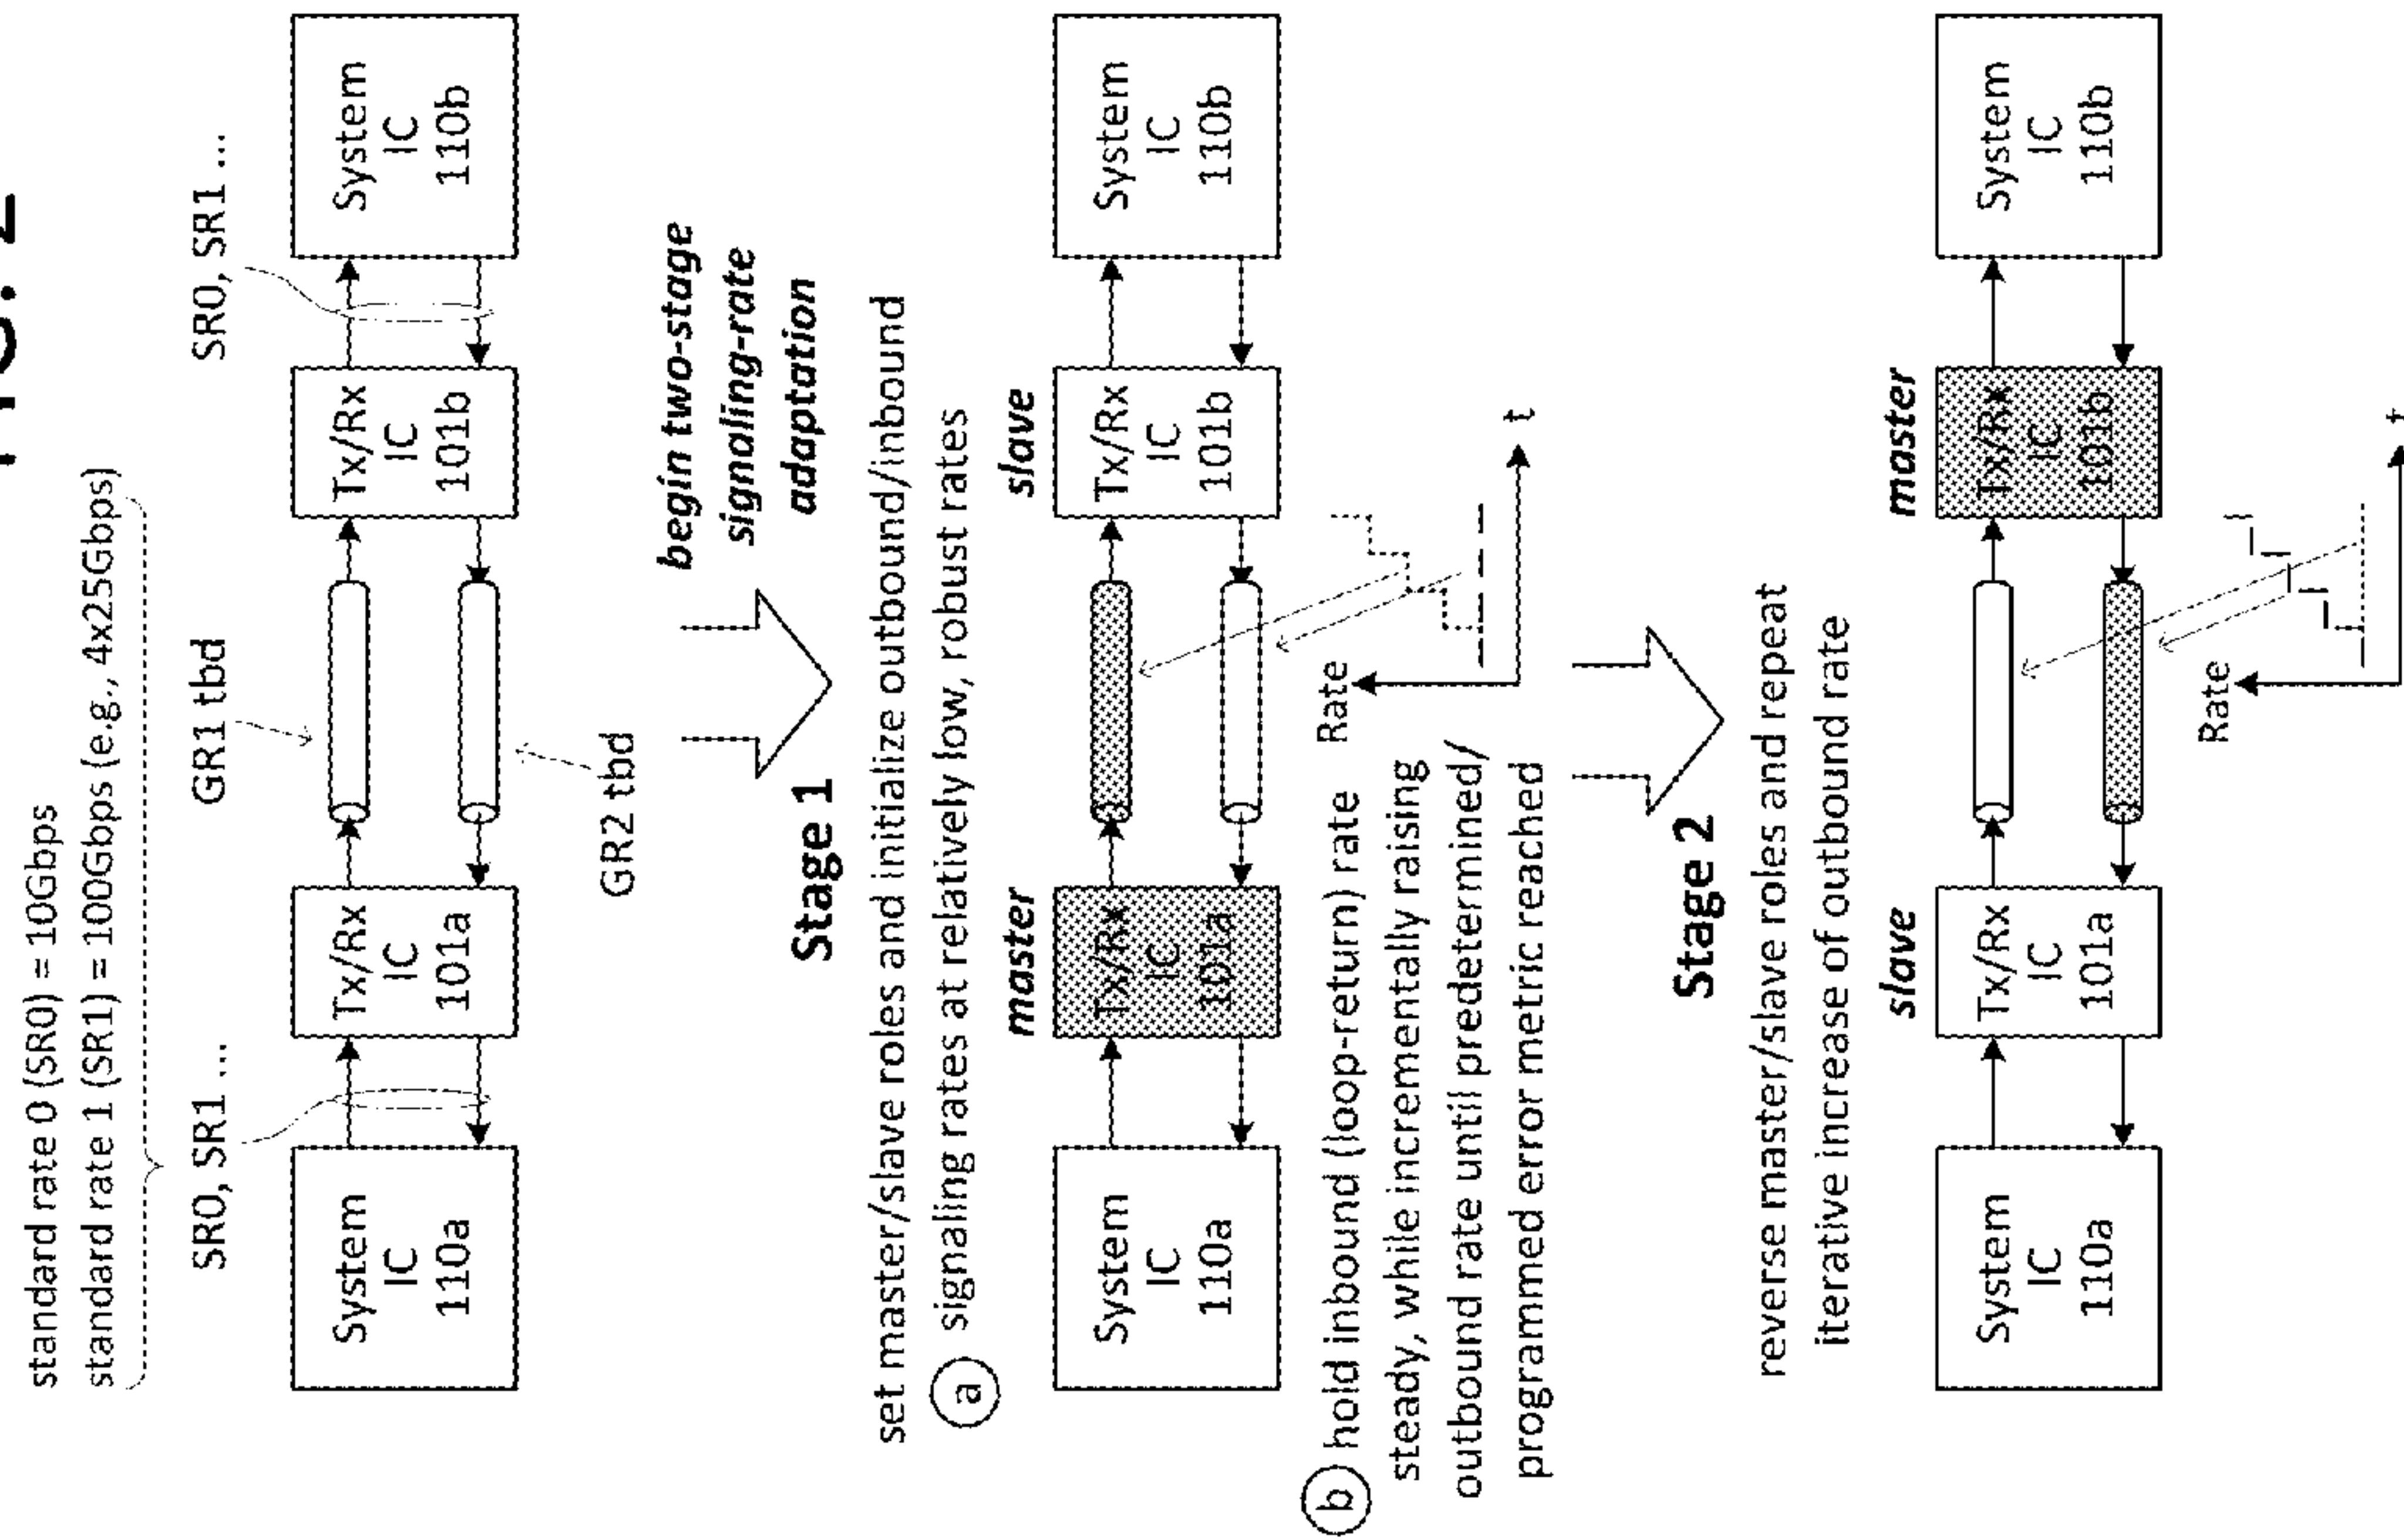 FIG. 2
standard rate 0 (SR0) = 10Gbps
standard rate 1 (SR1) = 100Gbps (e.g., 4x25Gbps)
SR0, SR1 ...
GR1 tbd
SR0, SR1 ...
System
IC
110a
Tx/Rx
IC
101a
Tx/Rx
IC
101b
System
IC
110b
GR2 tbd
begin two-stage
signaling-rate
adaptation
Stage 1
set master/slave roles and initialize outbound/inbound
a signaling rates at relatively low, robust rates
master
slave
System
IC
110a
Tx/Rx
IC
101a
Tx/Rx
IC
101b
System
IC
110b
b hold inbound (loop-return) rate
steady, while incrementally raising
outbound rate until predetermined/
programmed error metric reached
Rate
t
Stage 2
reverse master/slave roles and repeat
iterative increase of outbound rate
slave
master
System
IC
110a
Tx/Rx
IC
101a
Tx/Rx
IC
101b
System
IC
110b
Rate
t